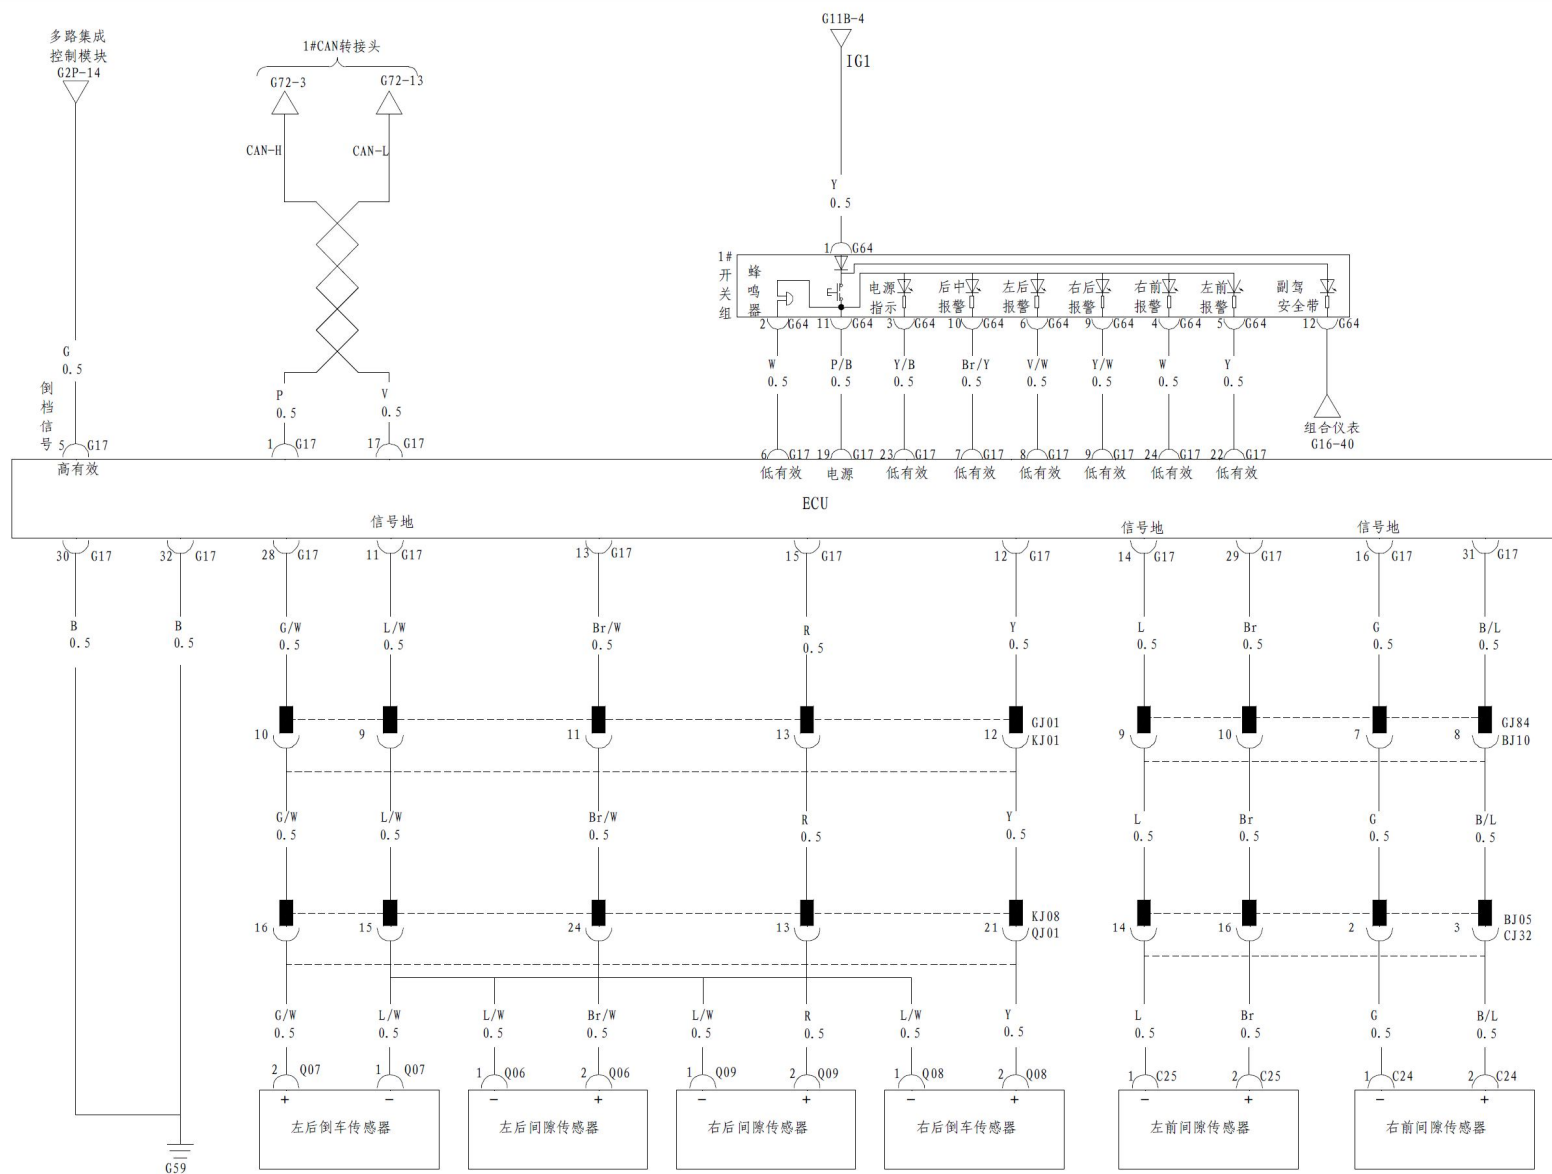 多路集成
控制模块
G2P-14
1#CAN转接头
G72-3
G72-13
CAN-H
CAN-L
G11B-4
IG1
Y
0.5
1
G64
1#
开
关
组
蜂
鸣
器
电源
指示
后中
报警
左后
报警
右后
报警
右前
报警
左前
报警
副驾
安全带
2 G64
11 G64
3 G64
10 G64
6 G64
9 G64
4 G64
5 G64
12 G64
W
0.5
P/B
0.5
Y/B
0.5
Br/Y
0.5
V/W
0.5
Y/W
0.5
W
0.5
Y
0.5
组合仪表
G16-40
G
0.5
倒
档
信
号
P
0.5
V
0.5
5 G17
1 G17
17 G17
6 G17
19 G17
23 G17
7 G17
8 G17
9 G17
24 G17
22 G17
高有效
低有效
电源
低有效
低有效
低有效
低有效
低有效
低有效
ECU
信号地
信号地
信号地
30 G17
32 G17
28 G17
11 G17
13 G17
15 G17
12 G17
14 G17
29 G17
16 G17
31 G17
B
0.5
B
0.5
G/W
0.5
L/W
0.5
Br/W
0.5
R
0.5
Y
0.5
L
0.5
Br
0.5
G
0.5
B/L
0.5
10
9
11
13
12
GJ01
KJ01
9
10
7
8
GJ84
BJ10
G/W
0.5
L/W
0.5
Br/W
0.5
R
0.5
Y
0.5
L
0.5
Br
0.5
G
0.5
B/L
0.5
16
15
24
13
21
KJ08
QJ01
14
16
2
3
BJ05
CJ32
G/W
0.5
L/W
0.5
L/W
0.5
Br/W
0.5
L/W
0.5
R
0.5
L/W
0.5
Y
0.5
L
0.5
Br
0.5
G
0.5
B/L
0.5
2 Q07
1 Q07
1 Q06
2 Q06
1 Q09
2 Q09
1 Q08
2 Q08
1 C25
2 C25
1 C24
2 C24
+ −
− +
− +
− +
− +
− +
左后倒车传感器
左后间隙传感器
右后间隙传感器
右后倒车传感器
左前间隙传感器
右前间隙传感器
G59